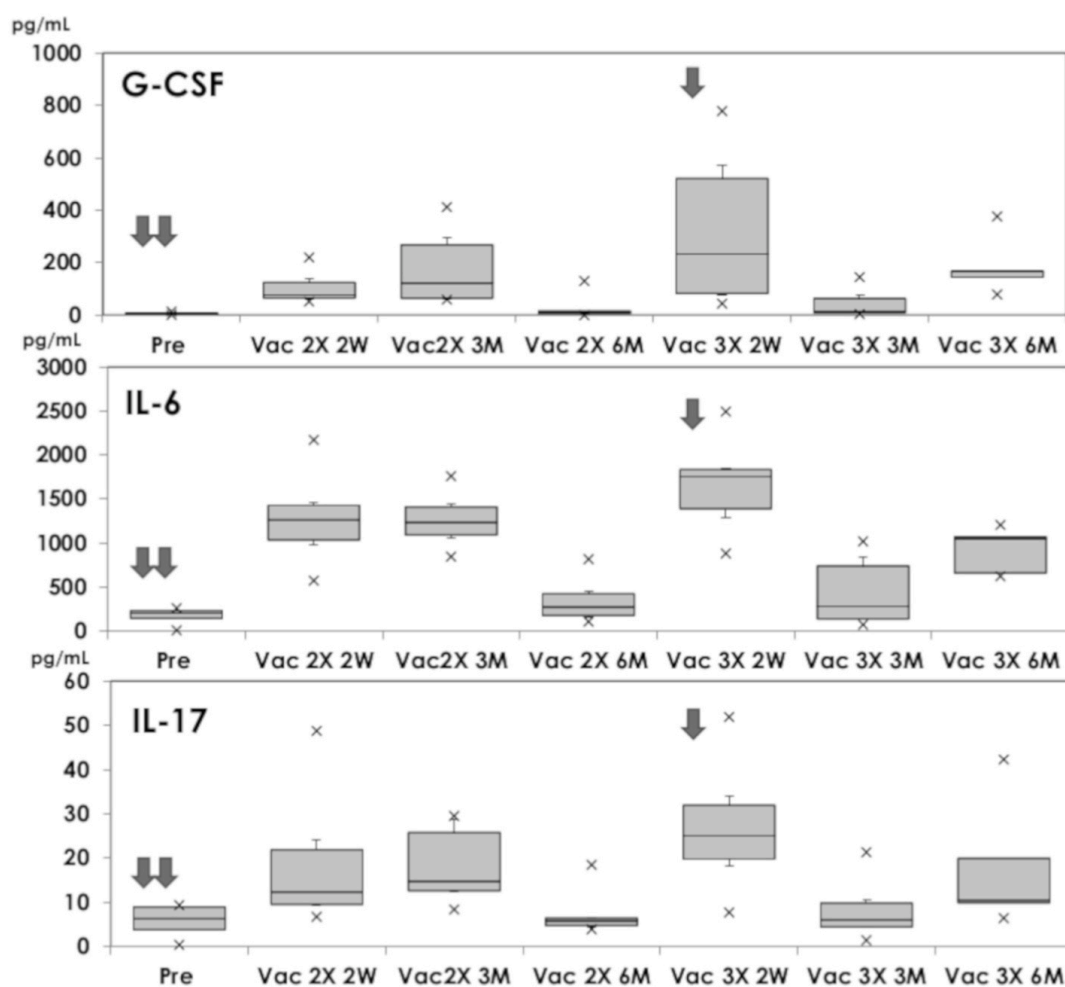 pg/mL
1000
G-CSF
800
600
400
200
0
Pre Vac 2X 2W Vac2X 3M Vac 2X 6M Vac 3X 2W Vac 3X 3M Vac 3X 6M
pg/mL
3000
IL-6
2500
2000
1500
1000
500
0
Pre Vac 2X 2W Vac2X 3M Vac 2X 6M Vac 3X 2W Vac 3X 3M Vac 3X 6M
pg/mL
60
IL-17
50
40
30
20
10
0
Pre Vac 2X 2W Vac2X 3M Vac 2X 6M Vac 3X 2W Vac 3X 3M Vac 3X 6M